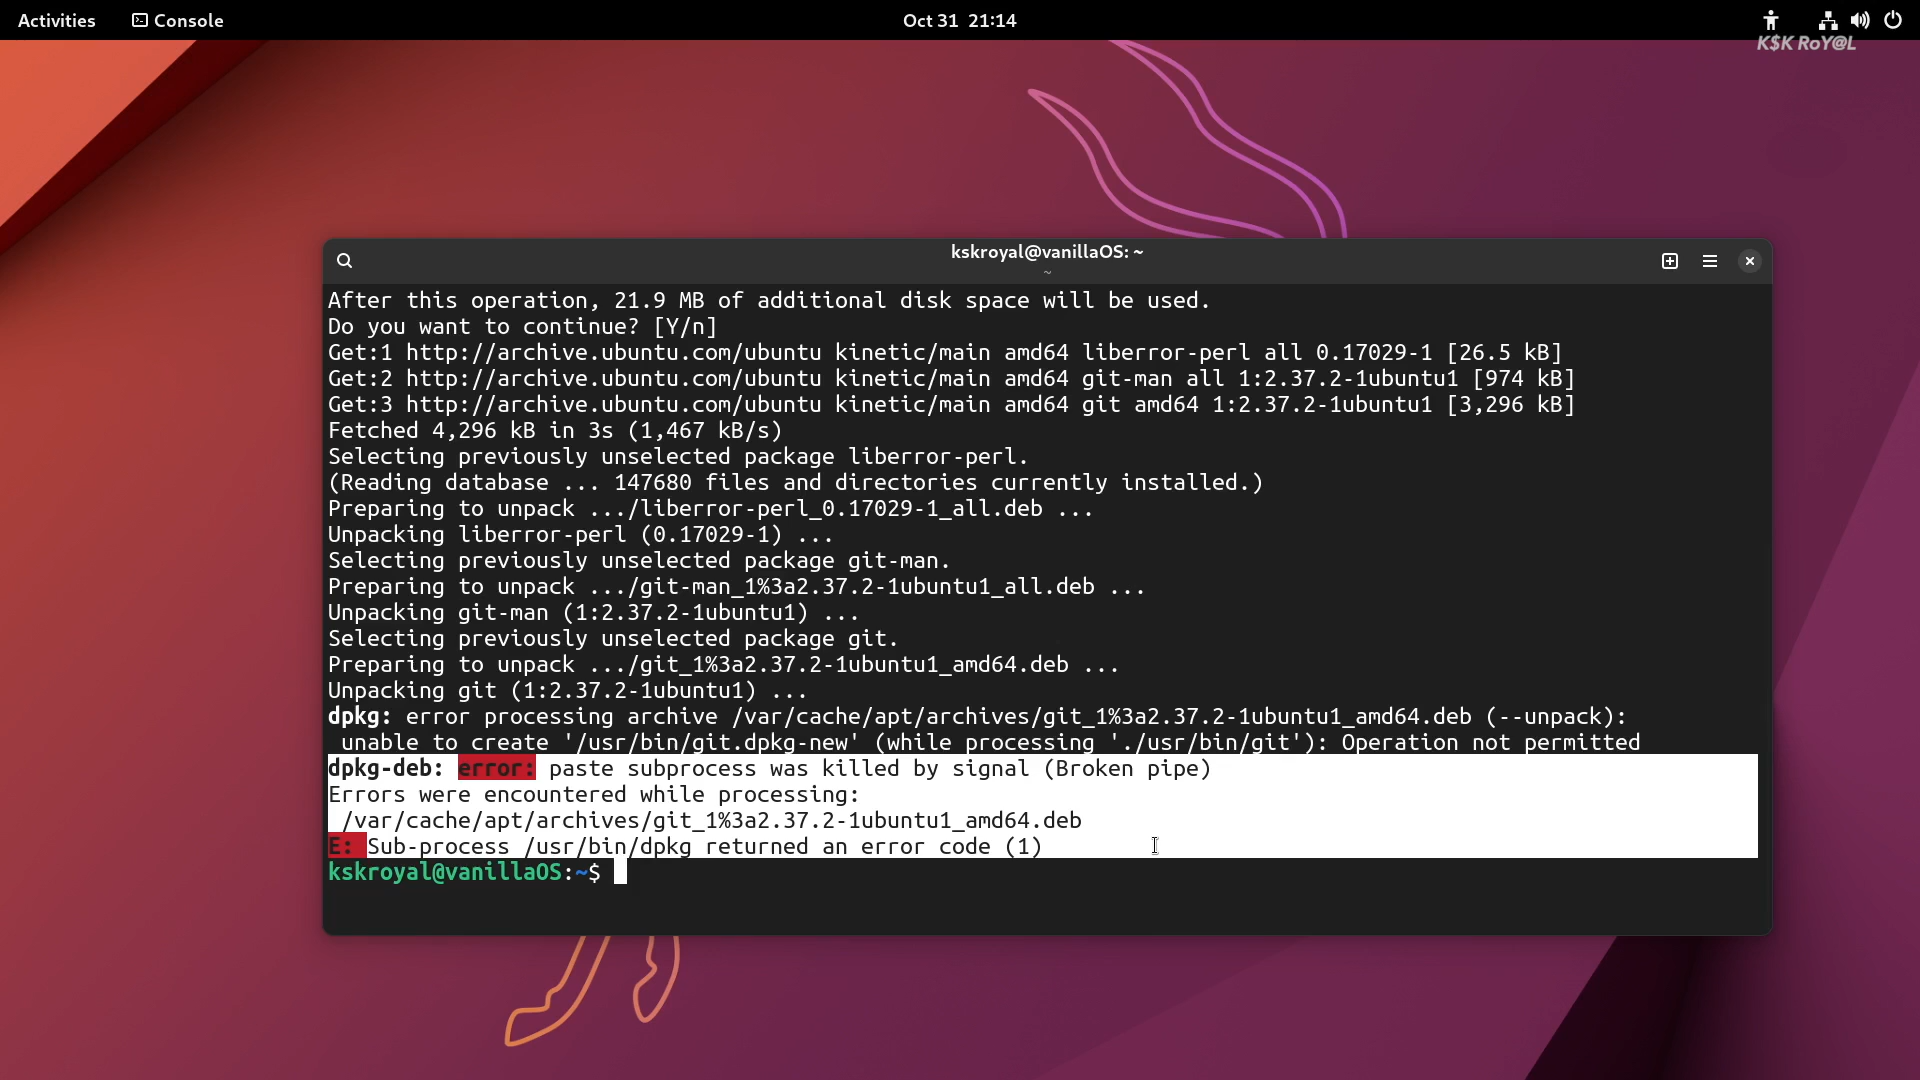 Activities
Console
Oct 31 21:14
K$K RoY@L
kskroyal@vanillaOS: ~
~
After this operation, 21.9 MB of additional disk space will be used.
Do you want to continue? [Y/n]
Get:1 http://archive.ubuntu.com/ubuntu kinetic/main amd64 liberror-perl all 0.17029-1 [26.5 kB]
Get:2 http://archive.ubuntu.com/ubuntu kinetic/main amd64 git-man all 1:2.37.2-1ubuntu1 [974 kB]
Get:3 http://archive.ubuntu.com/ubuntu kinetic/main amd64 git amd64 1:2.37.2-1ubuntu1 [3,296 kB]
Fetched 4,296 kB in 3s (1,467 kB/s)
Selecting previously unselected package liberror-perl.
(Reading database ... 147680 files and directories currently installed.)
Preparing to unpack .../liberror-perl_0.17029-1_all.deb ...
Unpacking liberror-perl (0.17029-1) ...
Selecting previously unselected package git-man.
Preparing to unpack .../git-man_1%3a2.37.2-1ubuntu1_all.deb ...
Unpacking git-man (1:2.37.2-1ubuntu1) ...
Selecting previously unselected package git.
Preparing to unpack .../git_1%3a2.37.2-1ubuntu1_amd64.deb ...
Unpacking git (1:2.37.2-1ubuntu1) ...
dpkg: error processing archive /var/cache/apt/archives/git_1%3a2.37.2-1ubuntu1_amd64.deb (--unpack):
 unable to create '/usr/bin/git.dpkg-new' (while processing './usr/bin/git'): Operation not permitted
dpkg-deb: error: paste subprocess was killed by signal (Broken pipe)
Errors were encountered while processing:
 /var/cache/apt/archives/git_1%3a2.37.2-1ubuntu1_amd64.deb
E: Sub-process /usr/bin/dpkg returned an error code (1)
kskroyal@vanillaOS:~$